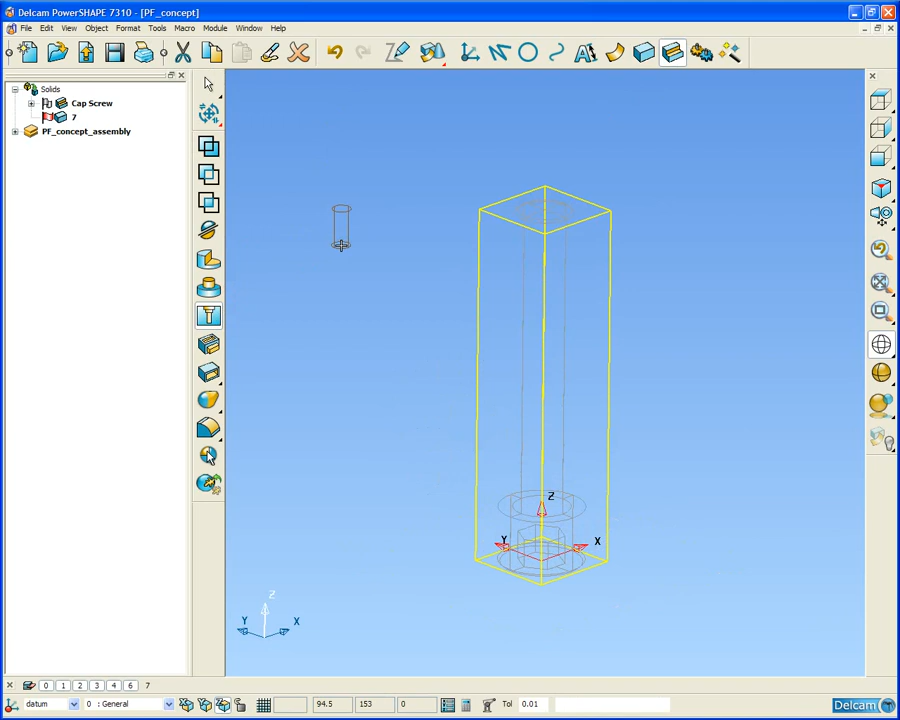 Delcam PowerSHAPE 7310 - [PF_concept]
File Edit View Object Format Tools Macro Module Window Help
Solids
Cap Screw
7
PF_concept_assembly
Z
Y
X
Z
Y
X
0 1 2 3 4 6 7
datum 0 : General 94.5 153 0 Tol 0.01 Delcam